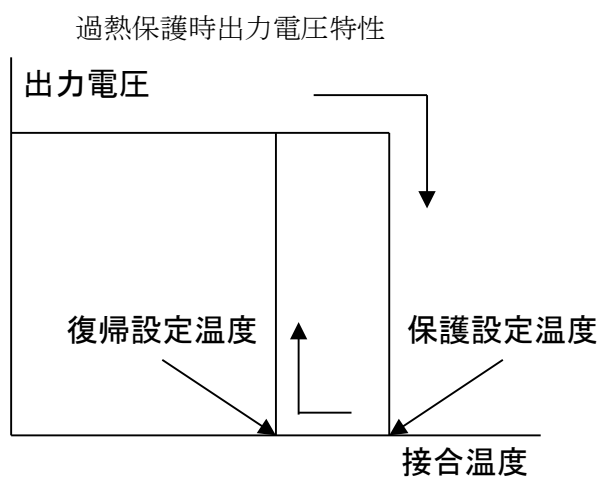 過熱保護時出力電圧特性
出力電圧
復帰設定温度
保護設定温度
接合温度